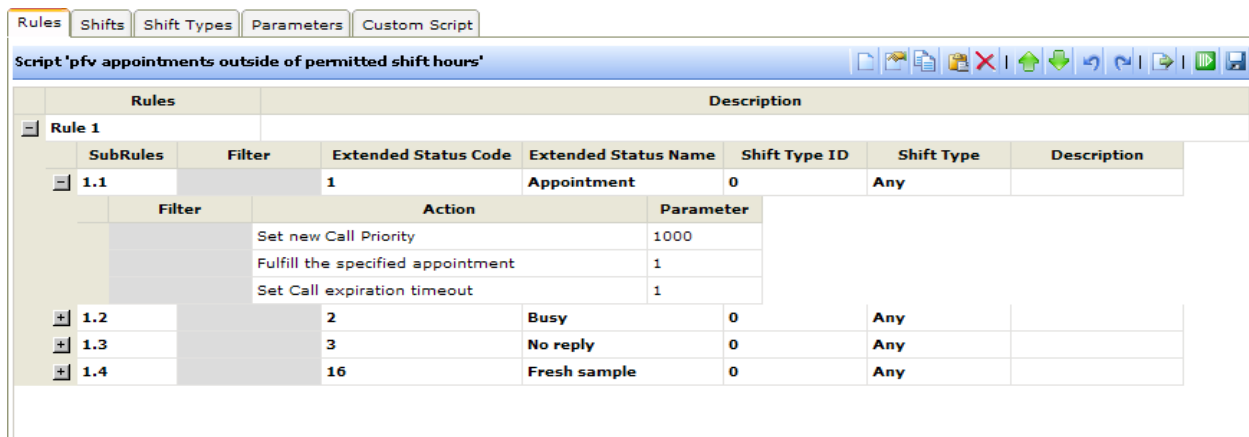 Rules Shifts Shift Types Parameters Custom Script
Script 'pfv appointments outside of permitted shift hours'
Rules Description
Rule 1
SubRules Filter Extended Status Code Extended Status Name Shift Type ID Shift Type Description
1.1 1 Appointment 0 Any
Filter Action Parameter
Set new Call Priority 1000
Fulfill the specified appointment 1
Set Call expiration timeout 1
1.2 2 Busy 0 Any
1.3 3 No reply 0 Any
1.4 16 Fresh sample 0 Any